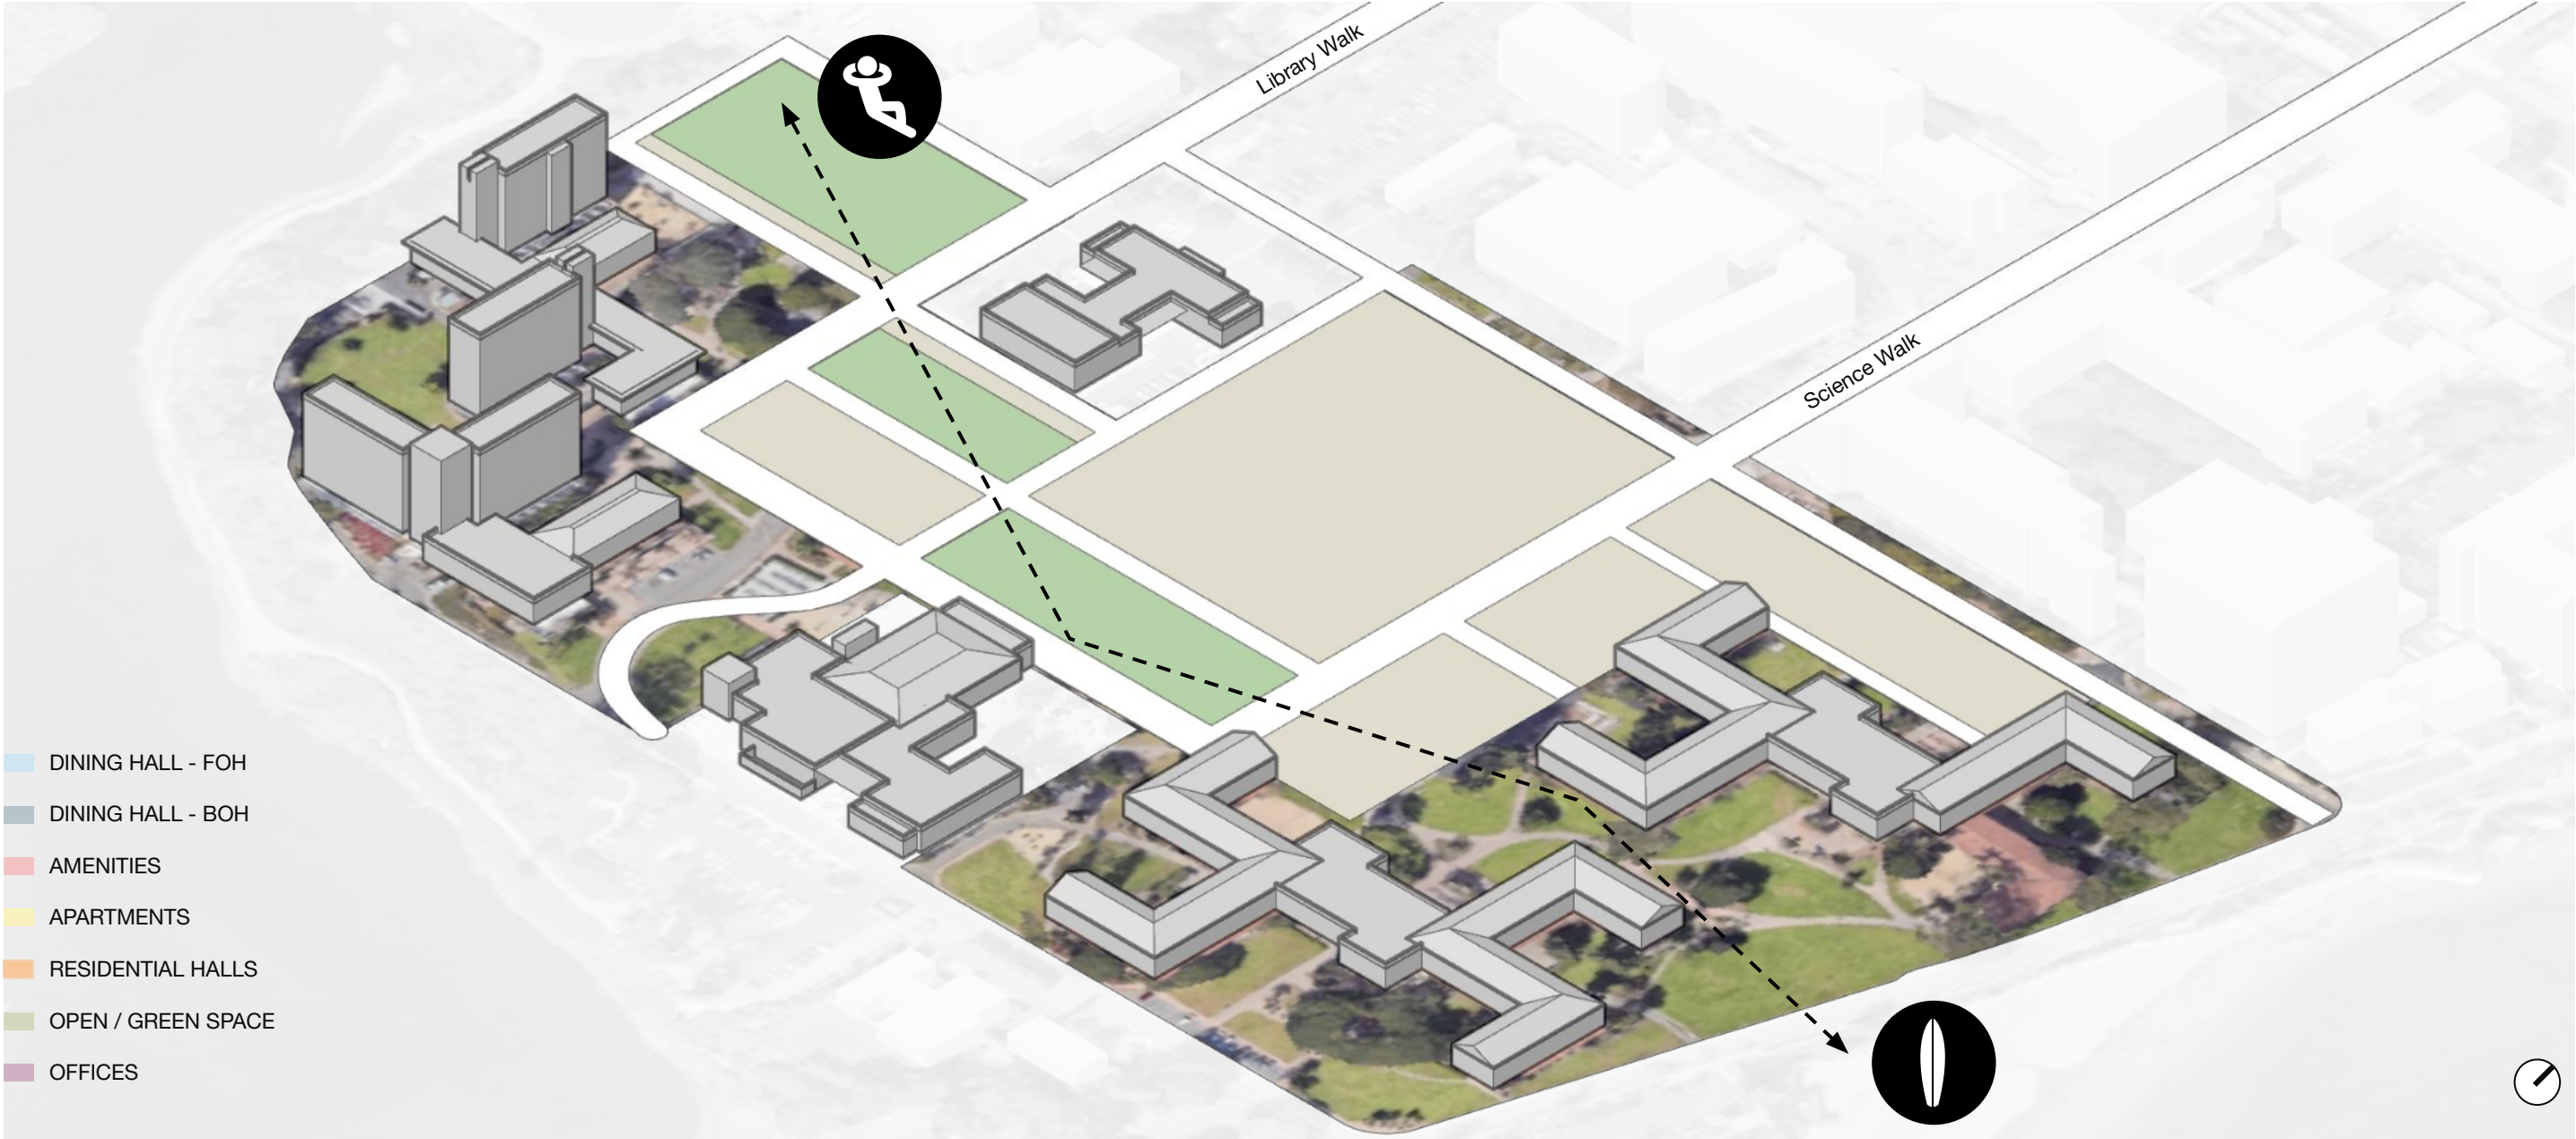 Library Walk
Science Walk
DINING HALL - FOH
DINING HALL - BOH
AMENITIES
APARTMENTS
RESIDENTIAL HALLS
OPEN / GREEN SPACE
OFFICES